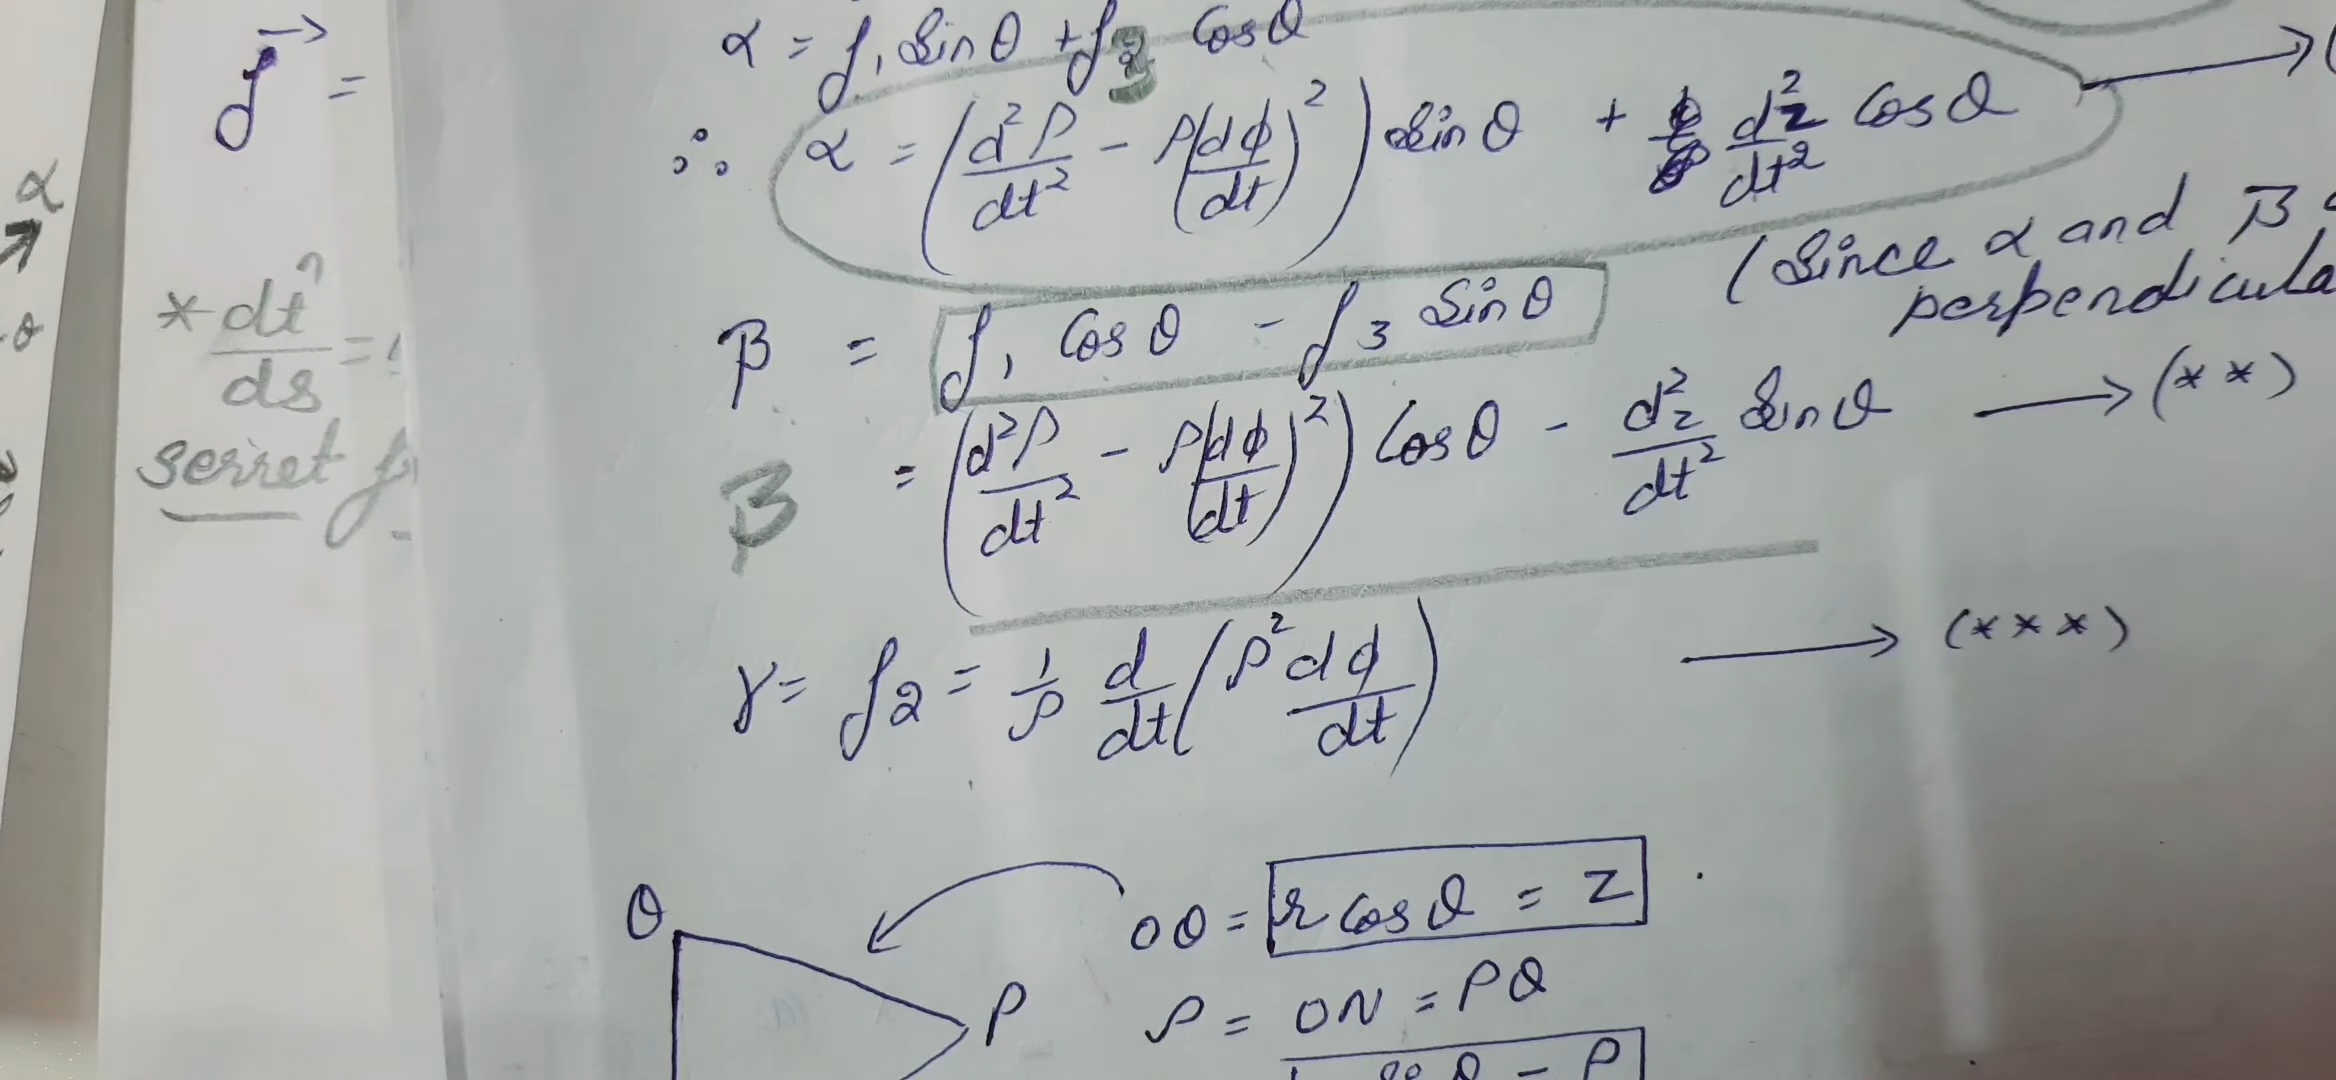 α = f₁ Sin θ + f₃ Cos θ
f⃗ =
∴ α = (d²ρ/dt² - ρ(dϕ/dt)²) Sin θ + d²z/dt² Cos θ
α
(Since α and β
perpendicula
* dt̂/ds =
θ
β = f₁ Cos θ - f₃ Sin θ
serret
β = (d²ρ/dt² - ρ(dϕ/dt)²) Cos θ - d²z/dt² Sin θ → (**)
γ = f₂ = 1/ρ d/dt (ρ² dϕ/dt) → (***)
Q
OQ = r Cos θ = z
P
ρ = ON = PQ
θ = ρ